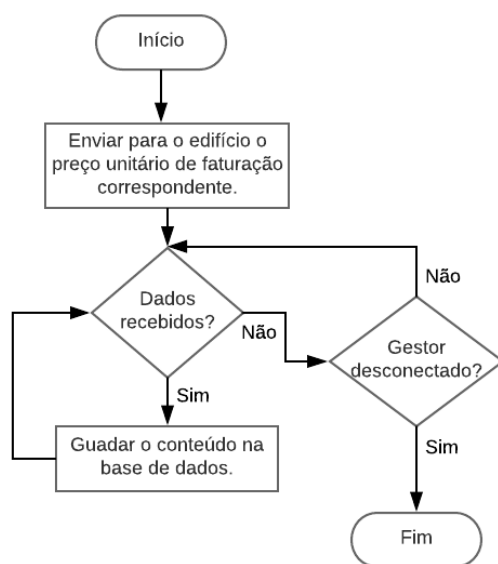 Início
Enviar para o edifício o
preço unitário de faturação
correspondente.
Dados
recebidos?
Não
Sim
Guadar o conteúdo na
base de dados.
Não
Gestor
desconectado?
Sim
Fim